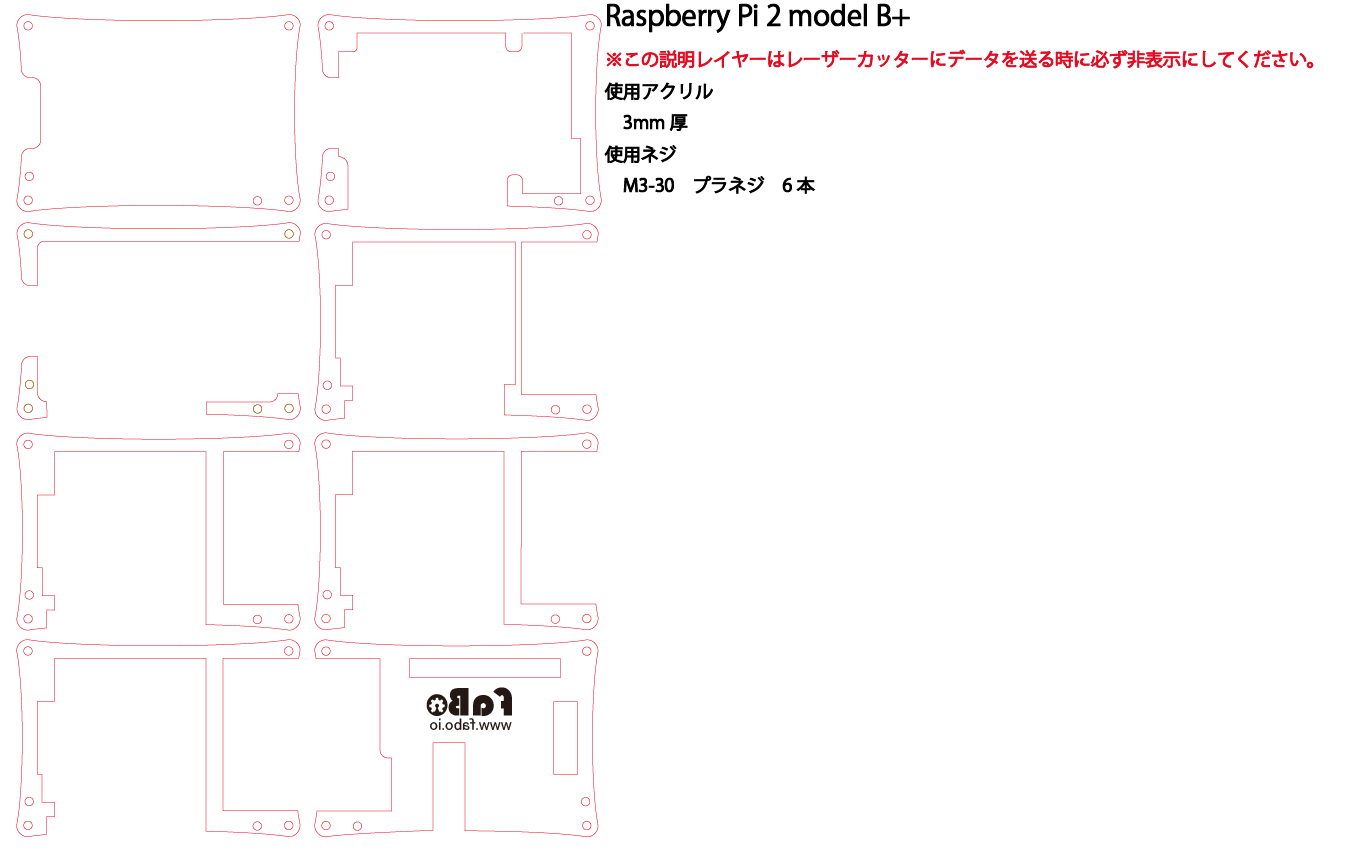 Raspberry Pi 2 model B+
※この説明レイヤーはレーザーカッターにデータを送る時に必ず非表示にしてください。
使用アクリル
3mm 厚
使用ネジ
M3-30　プラネジ　6 本
FaBo
www.fabo.io